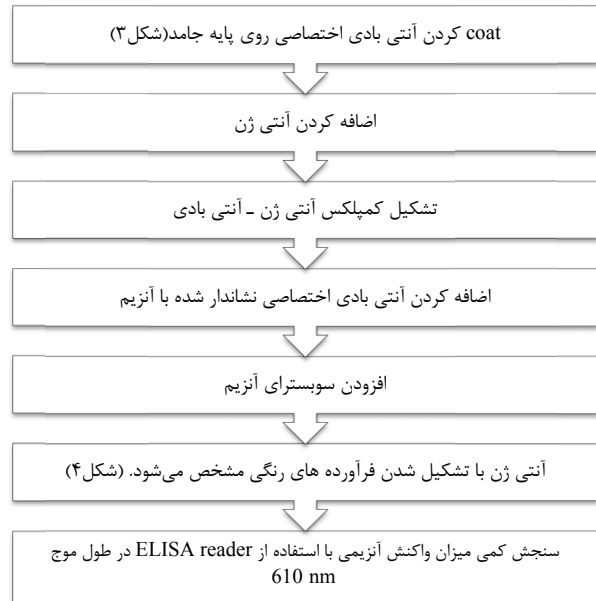 coat کردن آنتی بادی اختصاصی روی پایه جامد(شکل۳)
اضافه کردن آنتی ژن
تشکیل کمپلکس آنتی ژن ـ آنتی بادی
اضافه کردن آنتی بادی اختصاصی نشاندار شده با آنزیم
افزودن سوبسترای آنزیم
آنتی ژن با تشکیل شدن فرآورده های رنگی مشخص می‌شود. (شکل۴)
سنجش کمی میزان واکنش آنزیمی با استفاده از ELISA reader در طول موج
610 nm